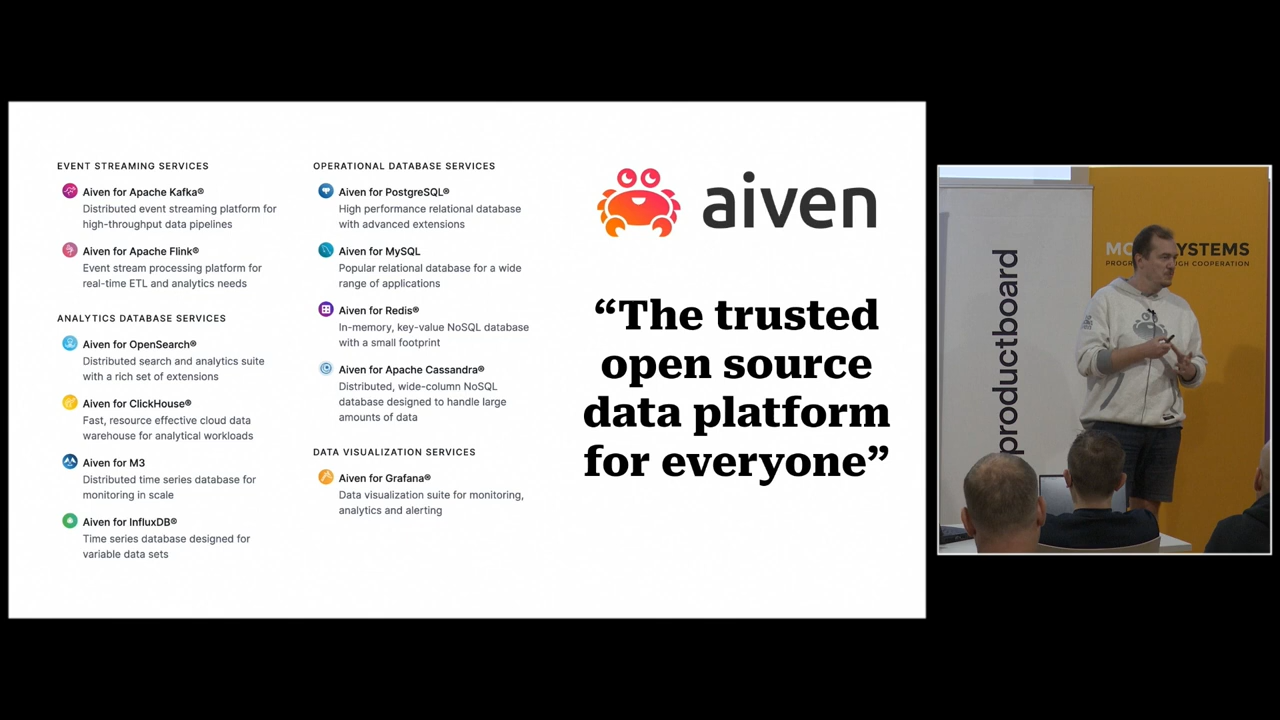 EVENT STREAMING SERVICES
Aiven for Apache Kafka®
Distributed event streaming platform for
high-throughput data pipelines
Aiven for Apache Flink®
Event stream processing platform for
real-time ETL and analytics needs
ANALYTICS DATABASE SERVICES
Aiven for OpenSearch®
Distributed search and analytics suite
with a rich set of extensions
Aiven for ClickHouse®
Fast, resource effective cloud data
warehouse for analytical workloads
Aiven for M3
Distributed time series database for
monitoring in scale
Aiven for InfluxDB®
Time series database designed for
variable data sets
OPERATIONAL DATABASE SERVICES
Aiven for PostgreSQL®
High performance relational database
with advanced extensions
Aiven for MySQL
Popular relational database for a wide
range of applications
Aiven for Redis®
In-memory, key-value NoSQL database
with a small footprint
Aiven for Apache Cassandra®
Distributed, wide-column NoSQL
database designed to handle large
amounts of data
DATA VISUALIZATION SERVICES
Aiven for Grafana®
Data visualization suite for monitoring,
analytics and alerting
aiven
“The trusted
open source
data platform
for everyone”
productboard
COOPERATION